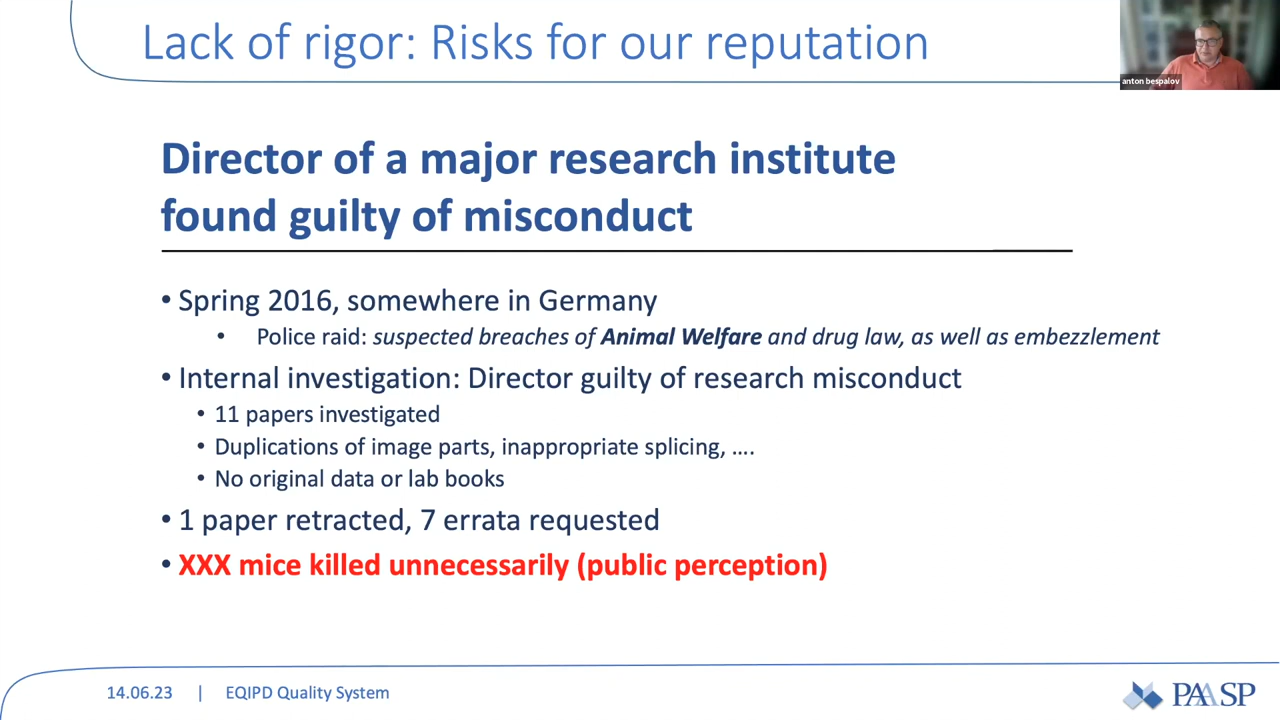 Lack of rigor: Risks for our reputation
anton bespalov
Director of a major research institute
found guilty of misconduct
• Spring 2016, somewhere in Germany
• Police raid: suspected breaches of Animal Welfare and drug law, as well as embezzlement
• Internal investigation: Director guilty of research misconduct
• 11 papers investigated
• Duplications of image parts, inappropriate splicing, ....
• No original data or lab books
• 1 paper retracted, 7 errata requested
• XXX mice killed unnecessarily (public perception)
14.06.23 | EQIPD Quality System
PAASP